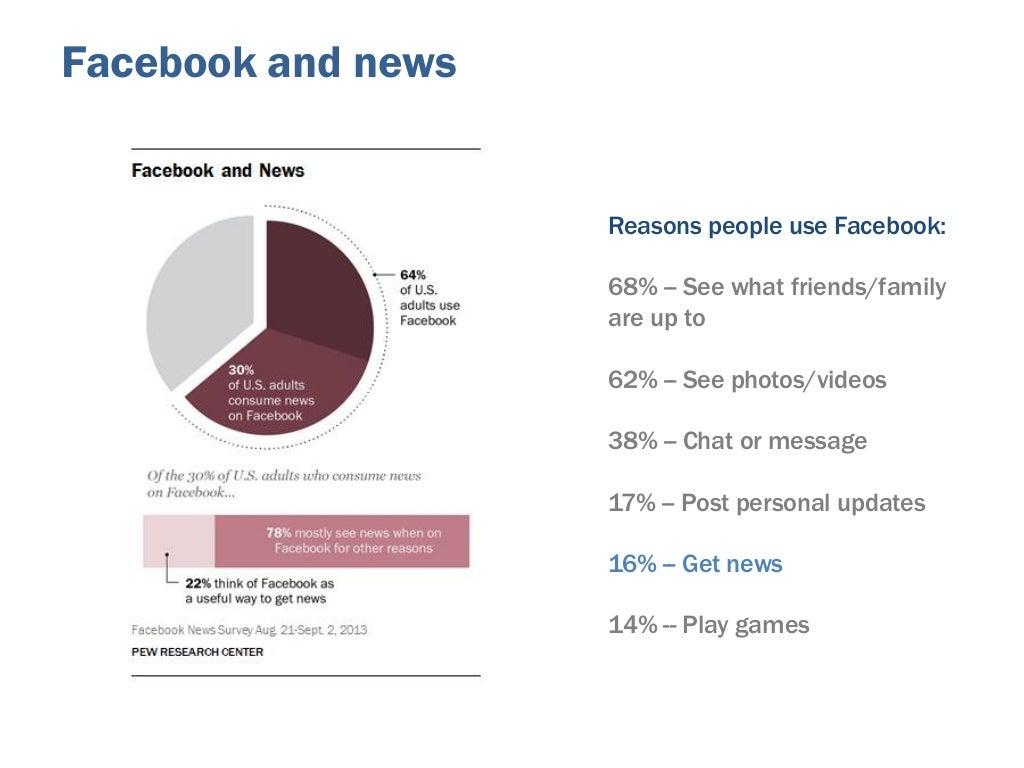 Facebook and news
Facebook and News
64%
of U.S.
adults use
Facebook
30%
of U.S. adults
consume news
on Facebook
Of the 30% of U.S. adults who consume news
on Facebook...
78% mostly see news when on
Facebook for other reasons
22% think of Facebook as
a useful way to get news
Facebook News Survey Aug. 21-Sept. 2, 2013
PEW RESEARCH CENTER
Reasons people use Facebook:
68% – See what friends/family
are up to
62% – See photos/videos
38% – Chat or message
17% – Post personal updates
16% – Get news
14% -- Play games